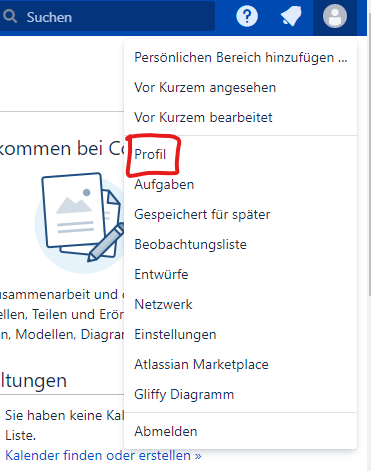 Suchen
Persönlichen Bereich hinzufügen ...
Vor Kurzem angesehen
Vor Kurzem bearbeitet
kommen bei Co
Profil
Aufgaben
Gespeichert für später
Beobachtungsliste
Entwürfe
Netzwerk
Einstellungen
Atlassian Marketplace
Gliffy Diagramm
Abmelden
usammenarbeit und d
ellen, Teilen und Erör
n, Modellen, Diagram
ltungen
Sie haben keine Kal
Liste.
Kalender finden oder erstellen »